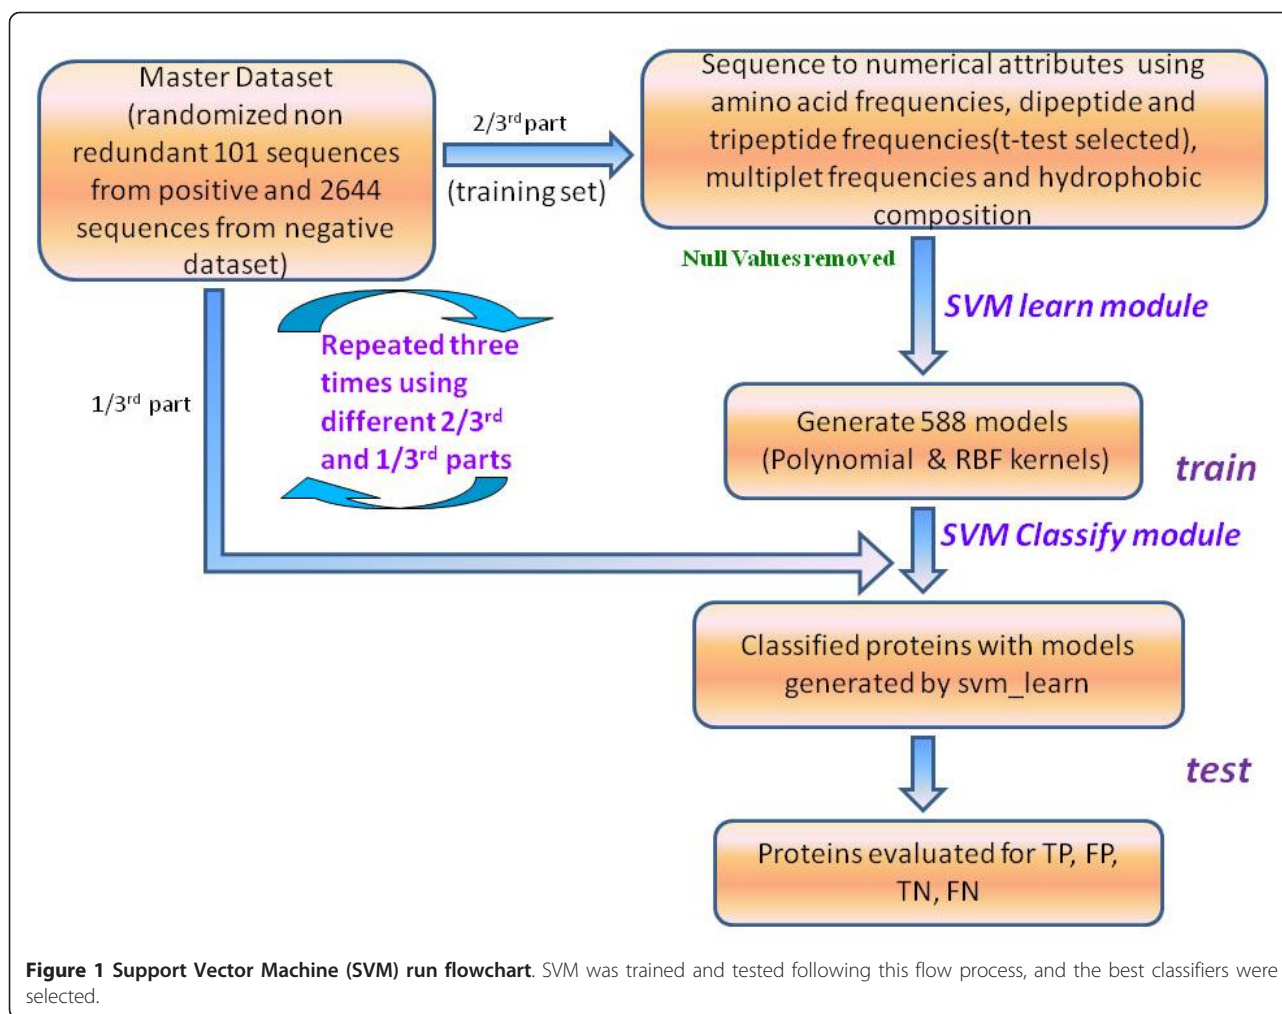 Master Dataset
(randomized non
redundant 101 sequences
from positive and 2644
sequences from negative
dataset)
2/3rd part
(training set)
Sequence to numerical attributes using
amino acid frequencies, dipeptide and
tripeptide frequencies(t-test selected),
multiplet frequencies and hydrophobic
composition
Null Values removed
SVM learn module
Repeated three
times using
different 2/3rd
and 1/3rd parts
1/3rd part
Generate 588 models
(Polynomial & RBF kernels)
train
SVM Classify module
Classified proteins with models
generated by svm_learn
test
Proteins evaluated for TP, FP,
TN, FN
Figure 1 Support Vector Machine (SVM) run flowchart. SVM was trained and tested following this flow process, and the best classifiers were
selected.